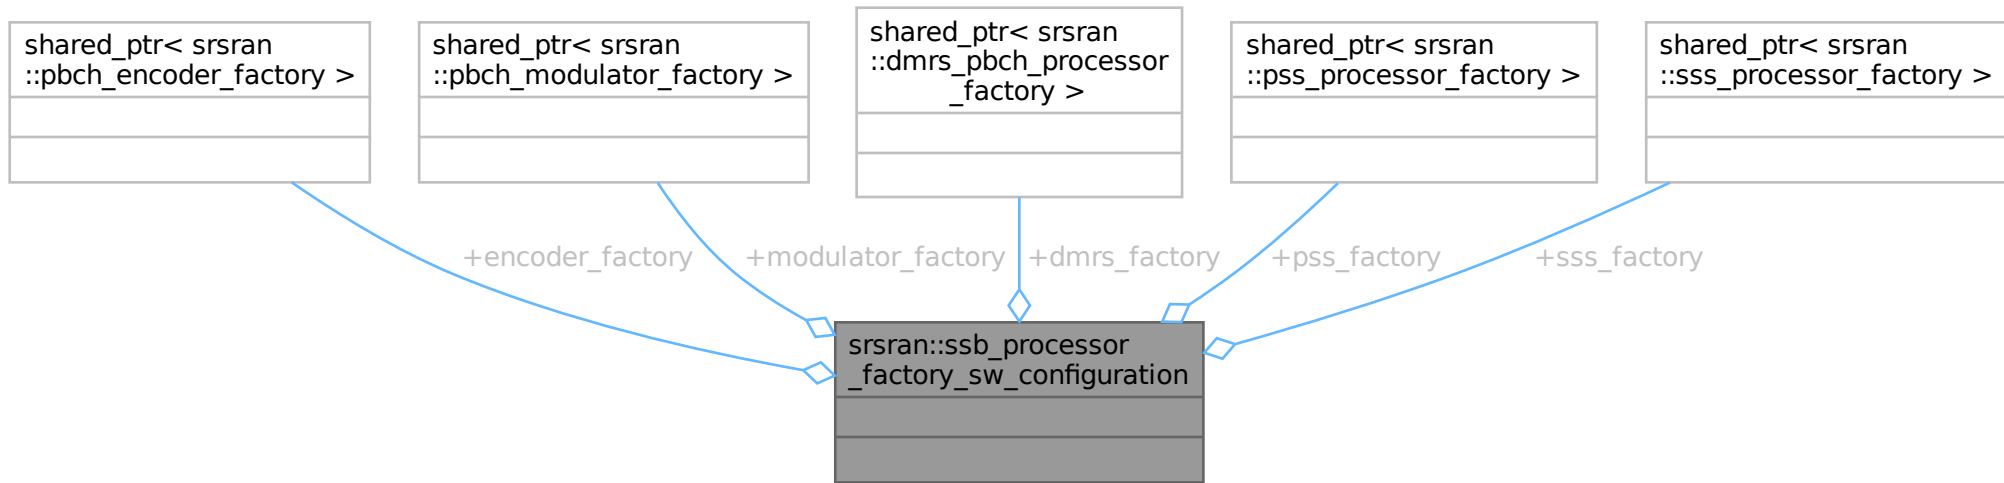 shared_ptr< srsran
::pbch_encoder_factory >
shared_ptr< srsran
::pbch_modulator_factory >
shared_ptr< srsran
::dmrs_pbch_processor
_factory >
shared_ptr< srsran
::pss_processor_factory >
shared_ptr< srsran
::sss_processor_factory >
+encoder_factory
+modulator_factory
+dmrs_factory
+pss_factory
+sss_factory
srsran::ssb_processor
_factory_sw_configuration